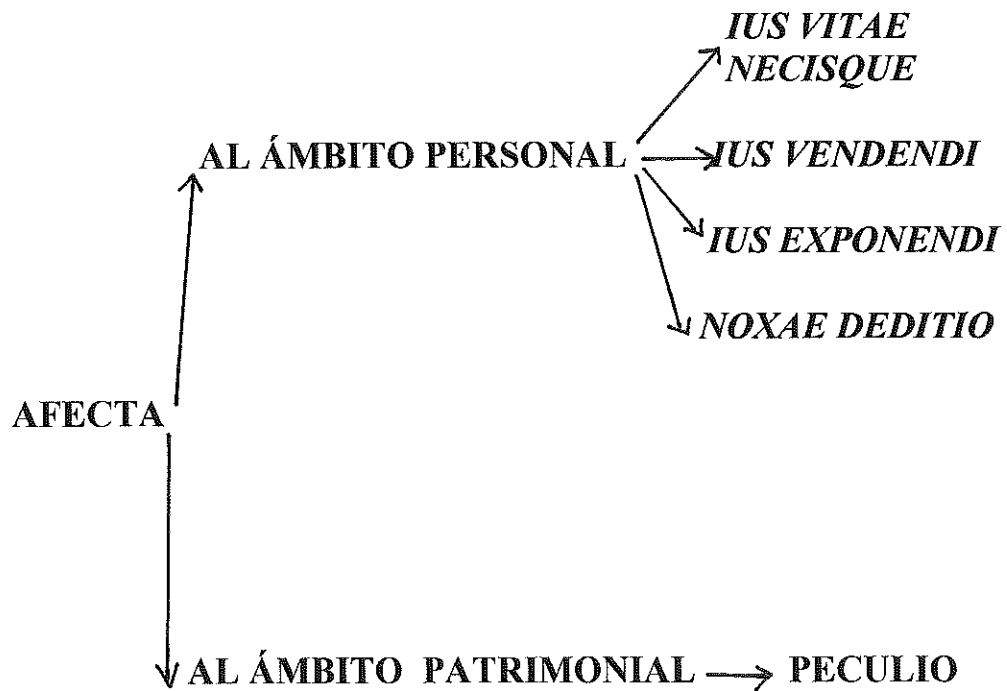 IUS VITAE
NECISQUE
AL ÁMBITO PERSONAL
IUS VENDENDI
IUS EXPONENDI
NOXAE DEDITIO
AFECTA
AL ÁMBITO PATRIMONIAL
PECULIO